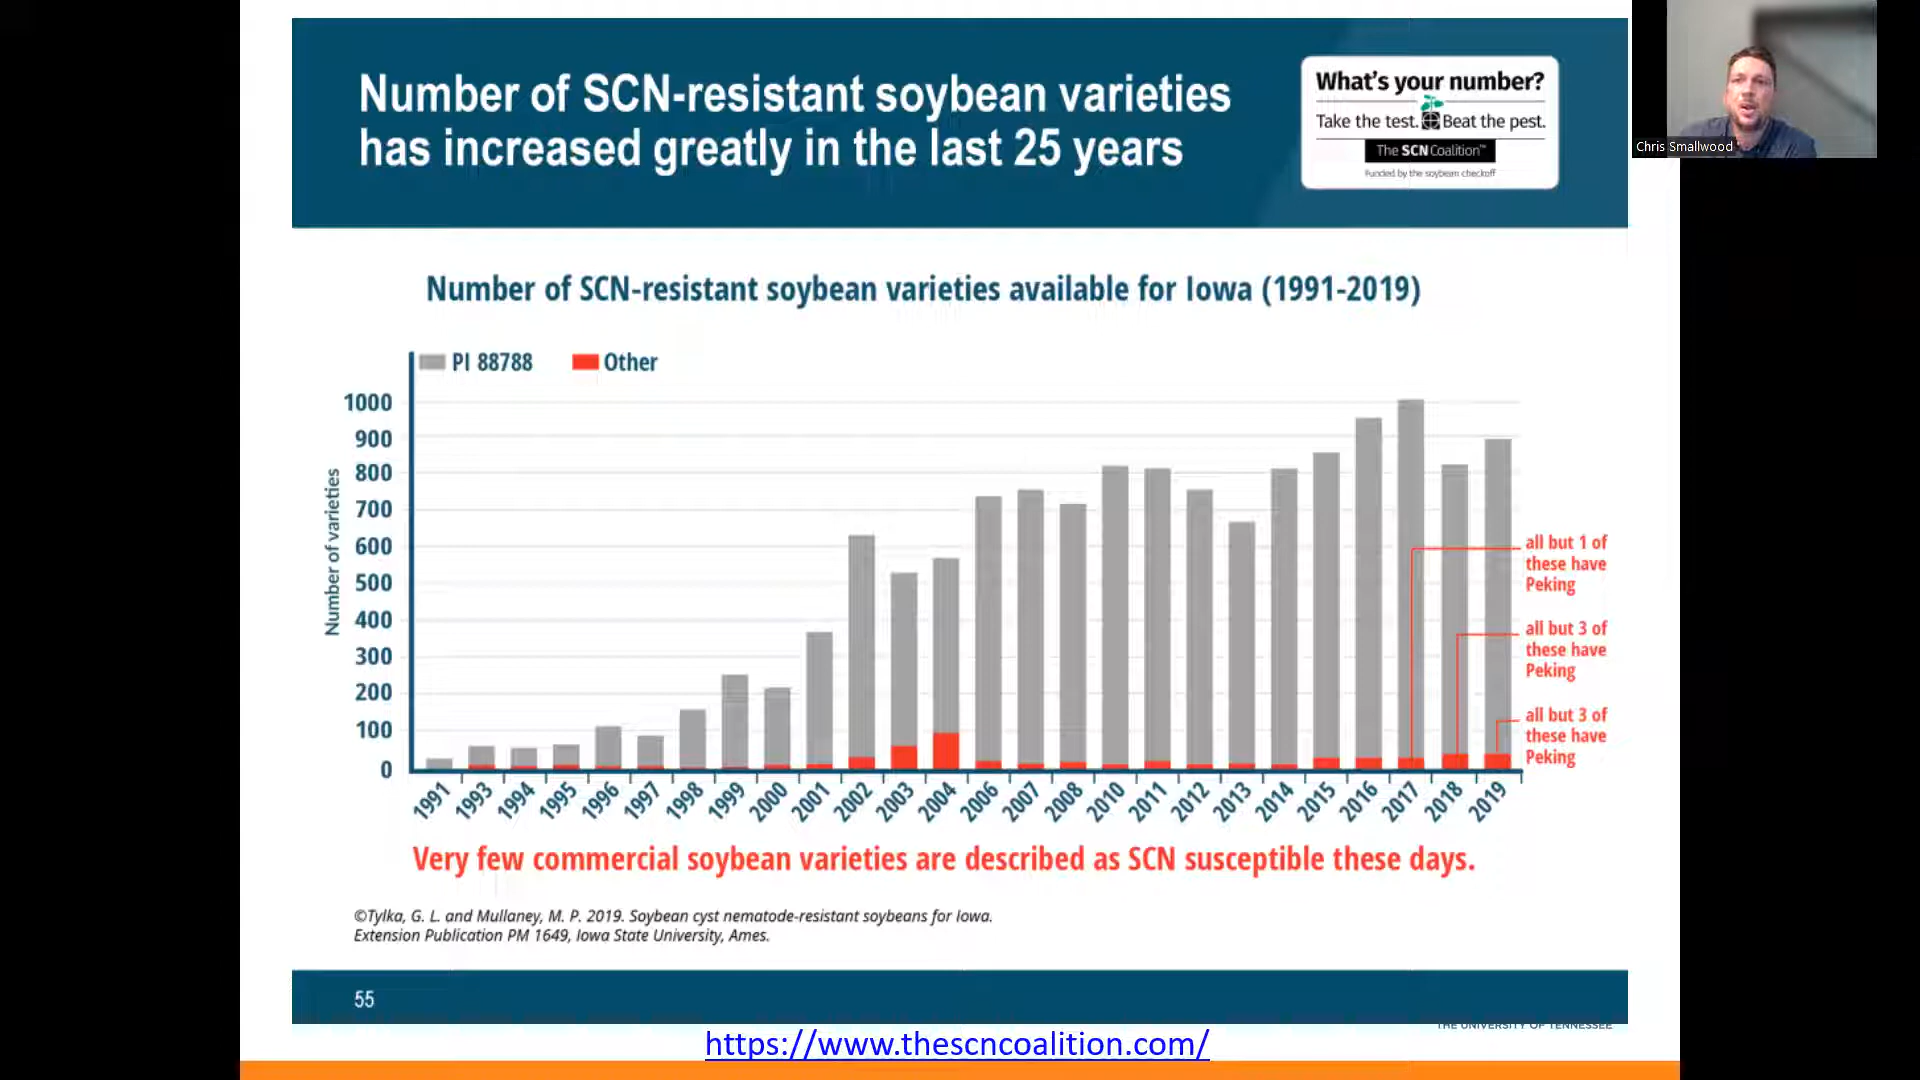 Number of SCN-resistant soybean varieties
has increased greatly in the last 25 years
What's your number?
Take the test. Beat the pest.
The SCN Coalition™
Funded by the soybean checkoff
Chris Smallwood
Number of SCN-resistant soybean varieties available for Iowa (1991-2019)
PI 88788
Other
Number of varieties
1000
900
800
700
600
500
400
300
200
100
0
all but 1 of
these have
Peking
all but 3 of
these have
Peking
all but 3 of
these have
Peking
1991 1993 1994 1995 1996 1997 1998 1999 2000 2001 2002 2003 2004 2006 2007 2008 2010 2011 2012 2013 2014 2015 2016 2017 2018 2019
Very few commercial soybean varieties are described as SCN susceptible these days.
©Tylka, G. L. and Mullaney, M. P. 2019. Soybean cyst nematode-resistant soybeans for Iowa.
Extension Publication PM 1649, Iowa State University, Ames.
55
THE UNIVERSITY OF TENNESSEE
https://www.thescncoalition.com/